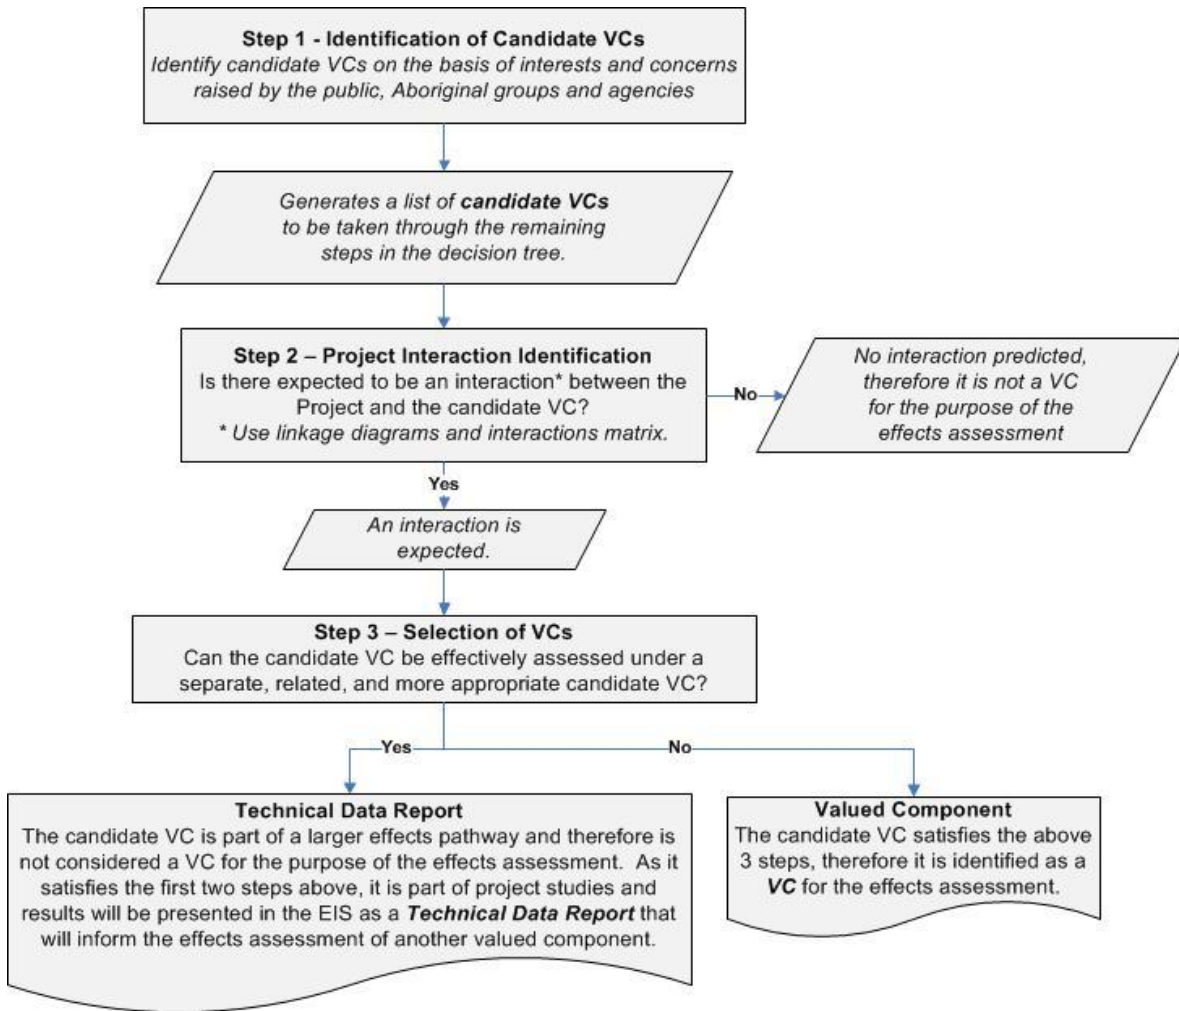 Step 1 - Identification of Candidate VCs
Identify candidate VCs on the basis of interests and concerns
raised by the public, Aboriginal groups and agencies
Generates a list of candidate VCs
to be taken through the remaining
steps in the decision tree.
Step 2 – Project Interaction Identification
Is there expected to be an interaction* between the
Project and the candidate VC?
* Use linkage diagrams and interactions matrix.
No
No interaction predicted,
therefore it is not a VC
for the purpose of the
effects assessment
Yes
An interaction is
expected.
Step 3 – Selection of VCs
Can the candidate VC be effectively assessed under a
separate, related, and more appropriate candidate VC?
Yes
No
Technical Data Report
The candidate VC is part of a larger effects pathway and therefore is
not considered a VC for the purpose of the effects assessment. As it
satisfies the first two steps above, it is part of project studies and
results will be presented in the EIS as a Technical Data Report that
will inform the effects assessment of another valued component.
Valued Component
The candidate VC satisfies the above
3 steps, therefore it is identified as a
VC for the effects assessment.